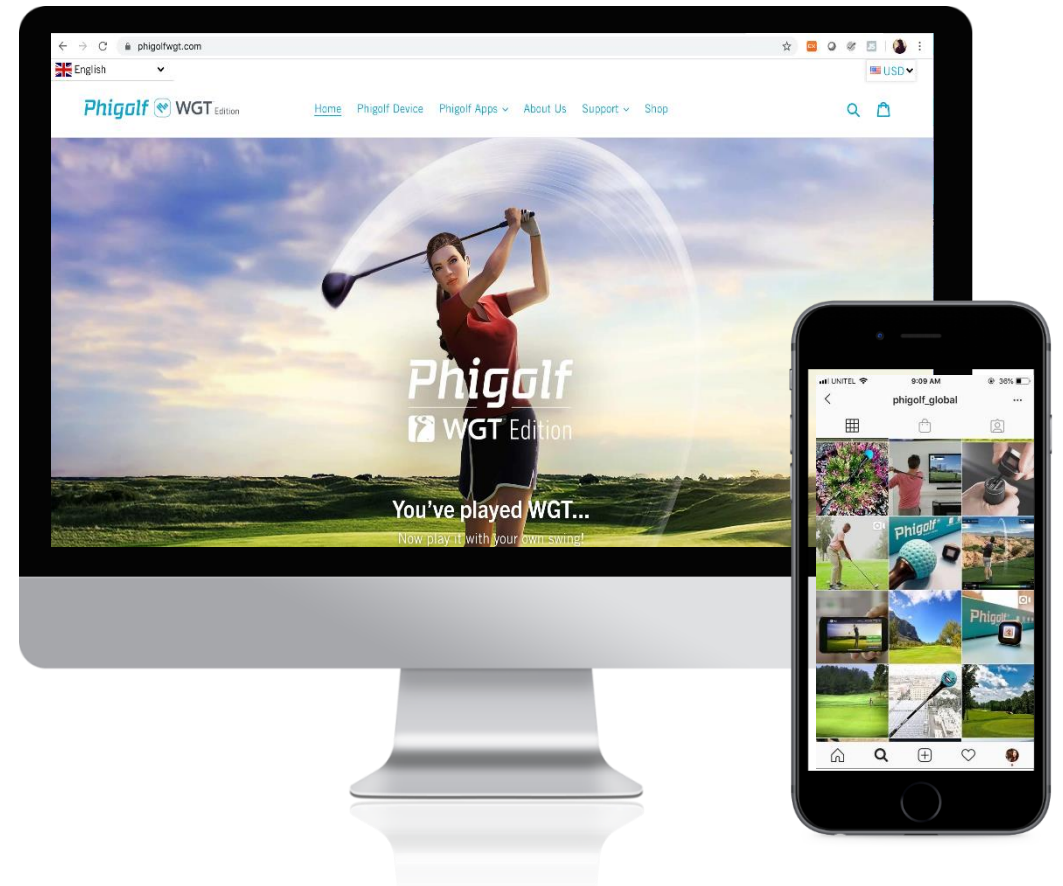 phigolfwgt.com
English
USD
Phigolf WGT Edition
Home Phigolf Device Phigolf Apps About Us Support Shop
Phigolf
WGT Edition
You've played WGT...
Now play it with your own swing!
UNITEL 9:09 AM 36%
phigolf_global
Phigolf
Phigolf